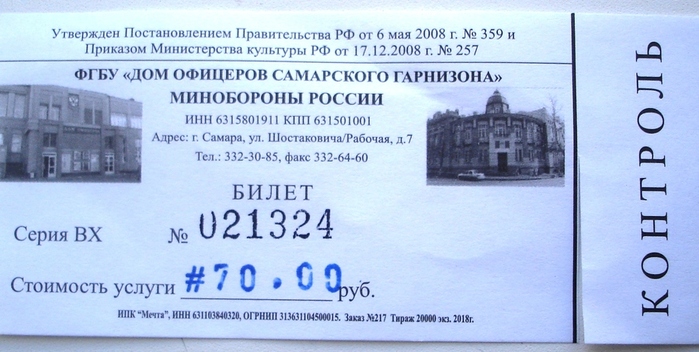 Утвержден Постановлением Правительства РФ от 6 мая 2008 г. № 359 и
Приказом Министерства культуры РФ от 17.12.2008 г. № 257
ФГБУ «ДОМ ОФИЦЕРОВ САМАРСКОГО ГАРНИЗОНА»
МИНОБОРОНЫ РОССИИ
ИНН 6315801911 КПП 631501001
Адрес: г. Самара, ул. Шостаковича/Рабочая, д.7
Тел.: 332-30-85, факс 332-64-60
БИЛЕТ
Серия ВХ № 021324
Стоимость услуги #70.00 руб.
ИПК "Мечта", ИНН 631103840320, ОГРНИП 313631104500015. Заказ №217 Тираж 20000 экз. 2018г.
КОНТРОЛЬ